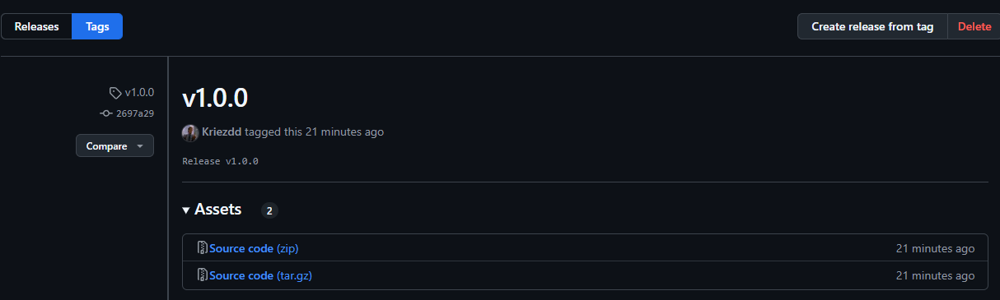 Releases Tags Create release from tag Delete
v1.0.0
2697a29
Compare
v1.0.0
Kriezdd tagged this 21 minutes ago
Release v1.0.0
Assets 2
Source code (zip) 21 minutes ago
Source code (tar.gz) 21 minutes ago